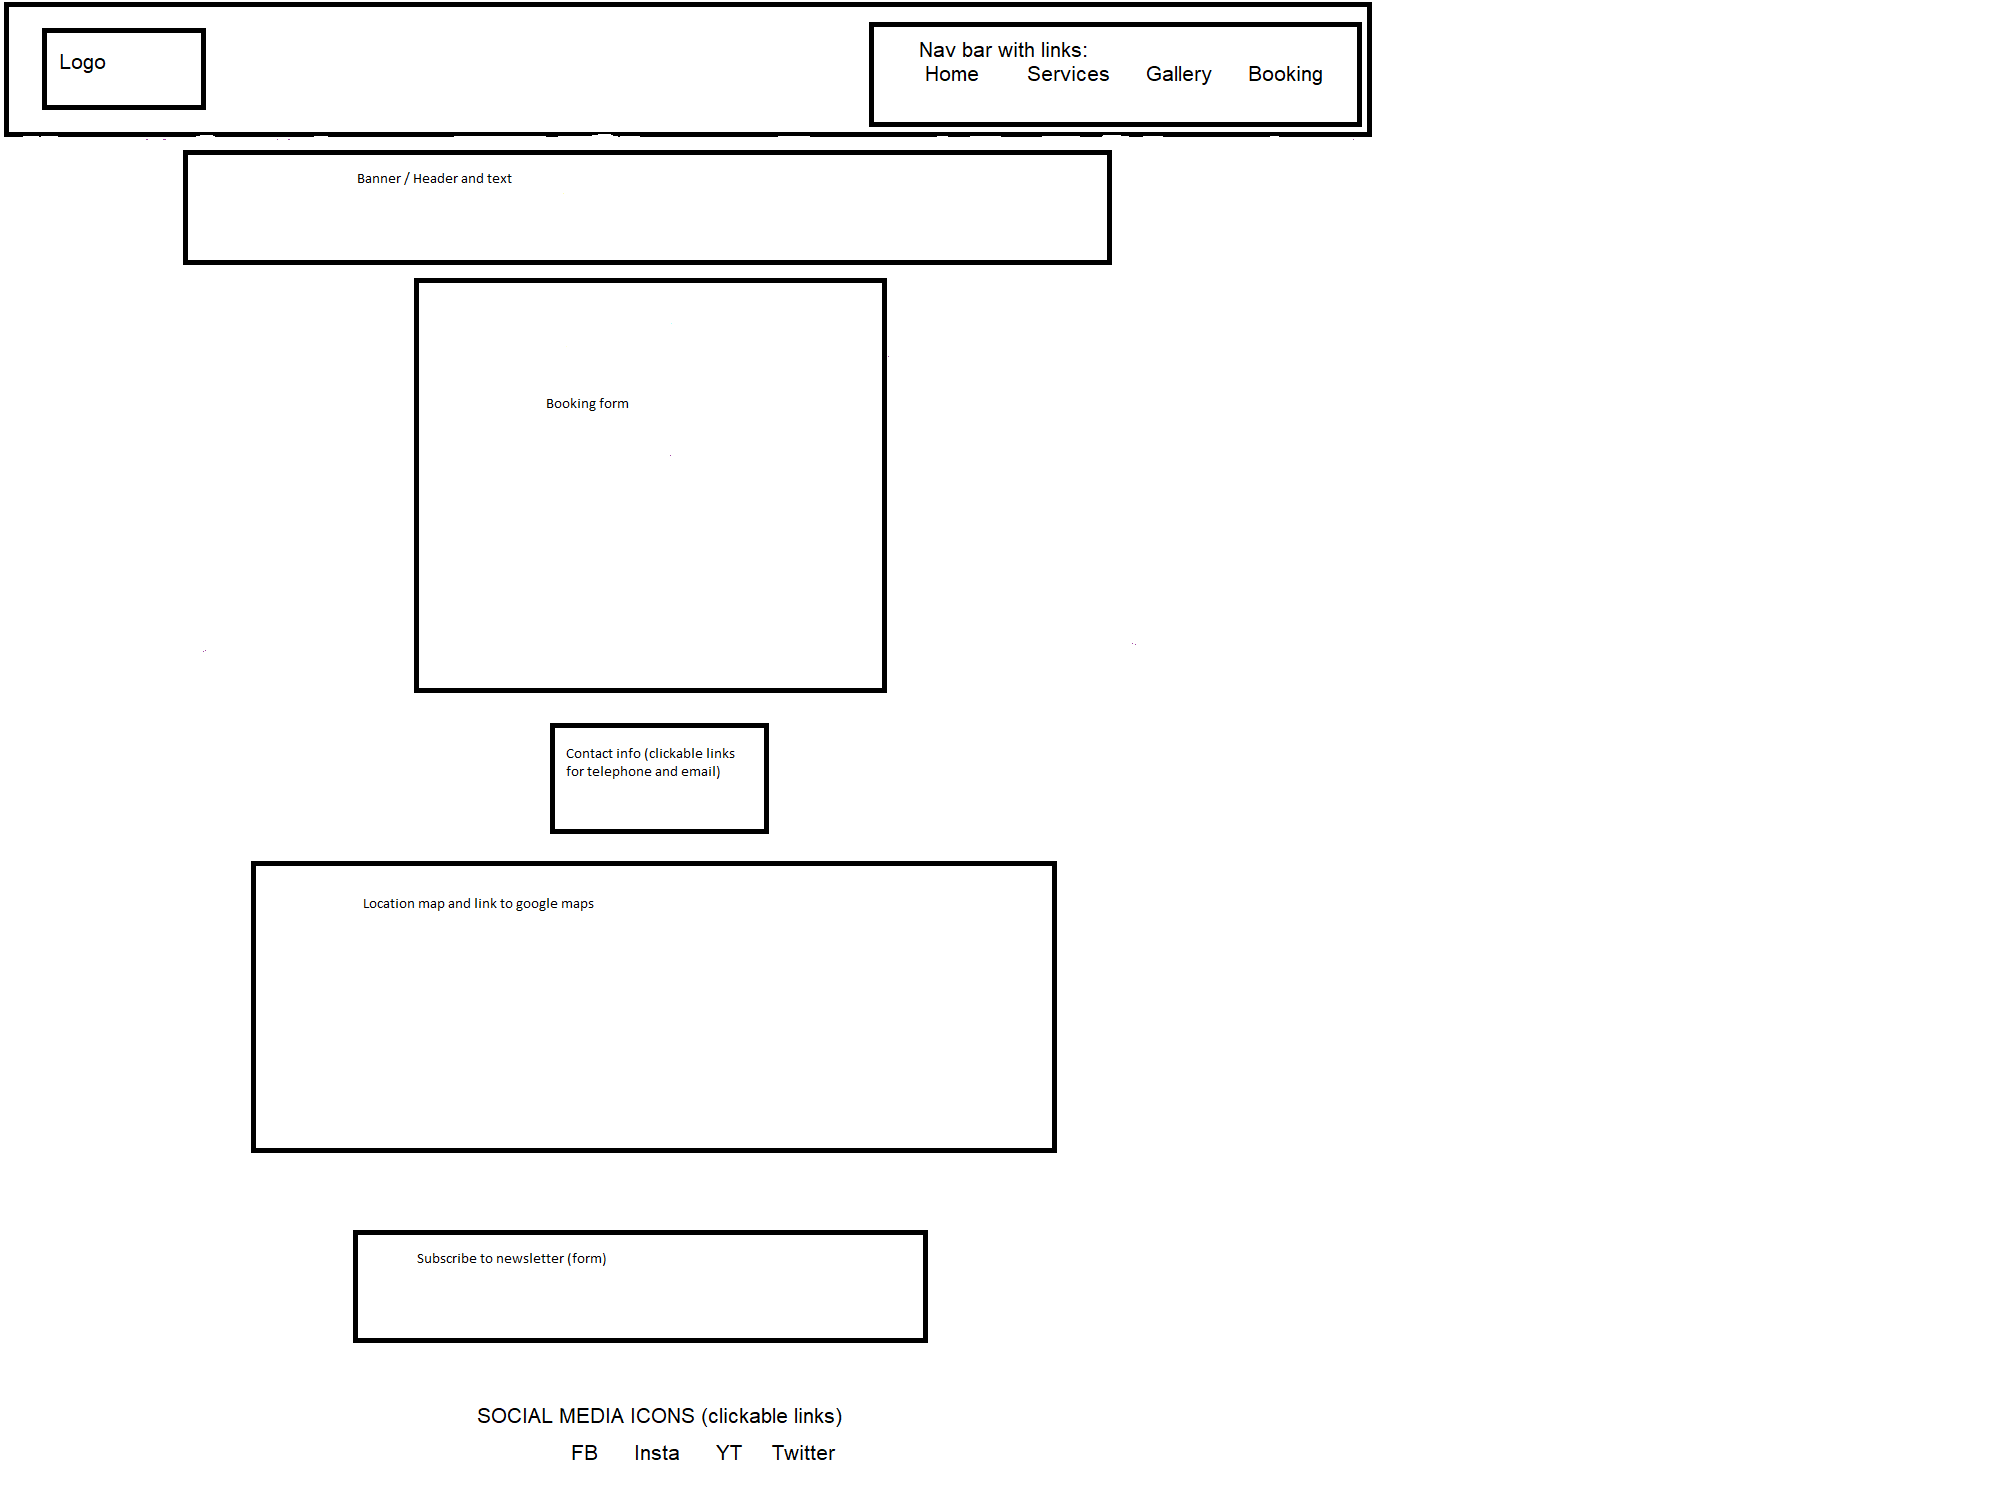 Logo
Nav bar with links:
Home Services Gallery Booking
Banner / Header and text
Booking form
Contact info (clickable links
for telephone and email)
Location map and link to google maps
Subscribe to newsletter (form)
SOCIAL MEDIA ICONS (clickable links)
FB Insta YT Twitter